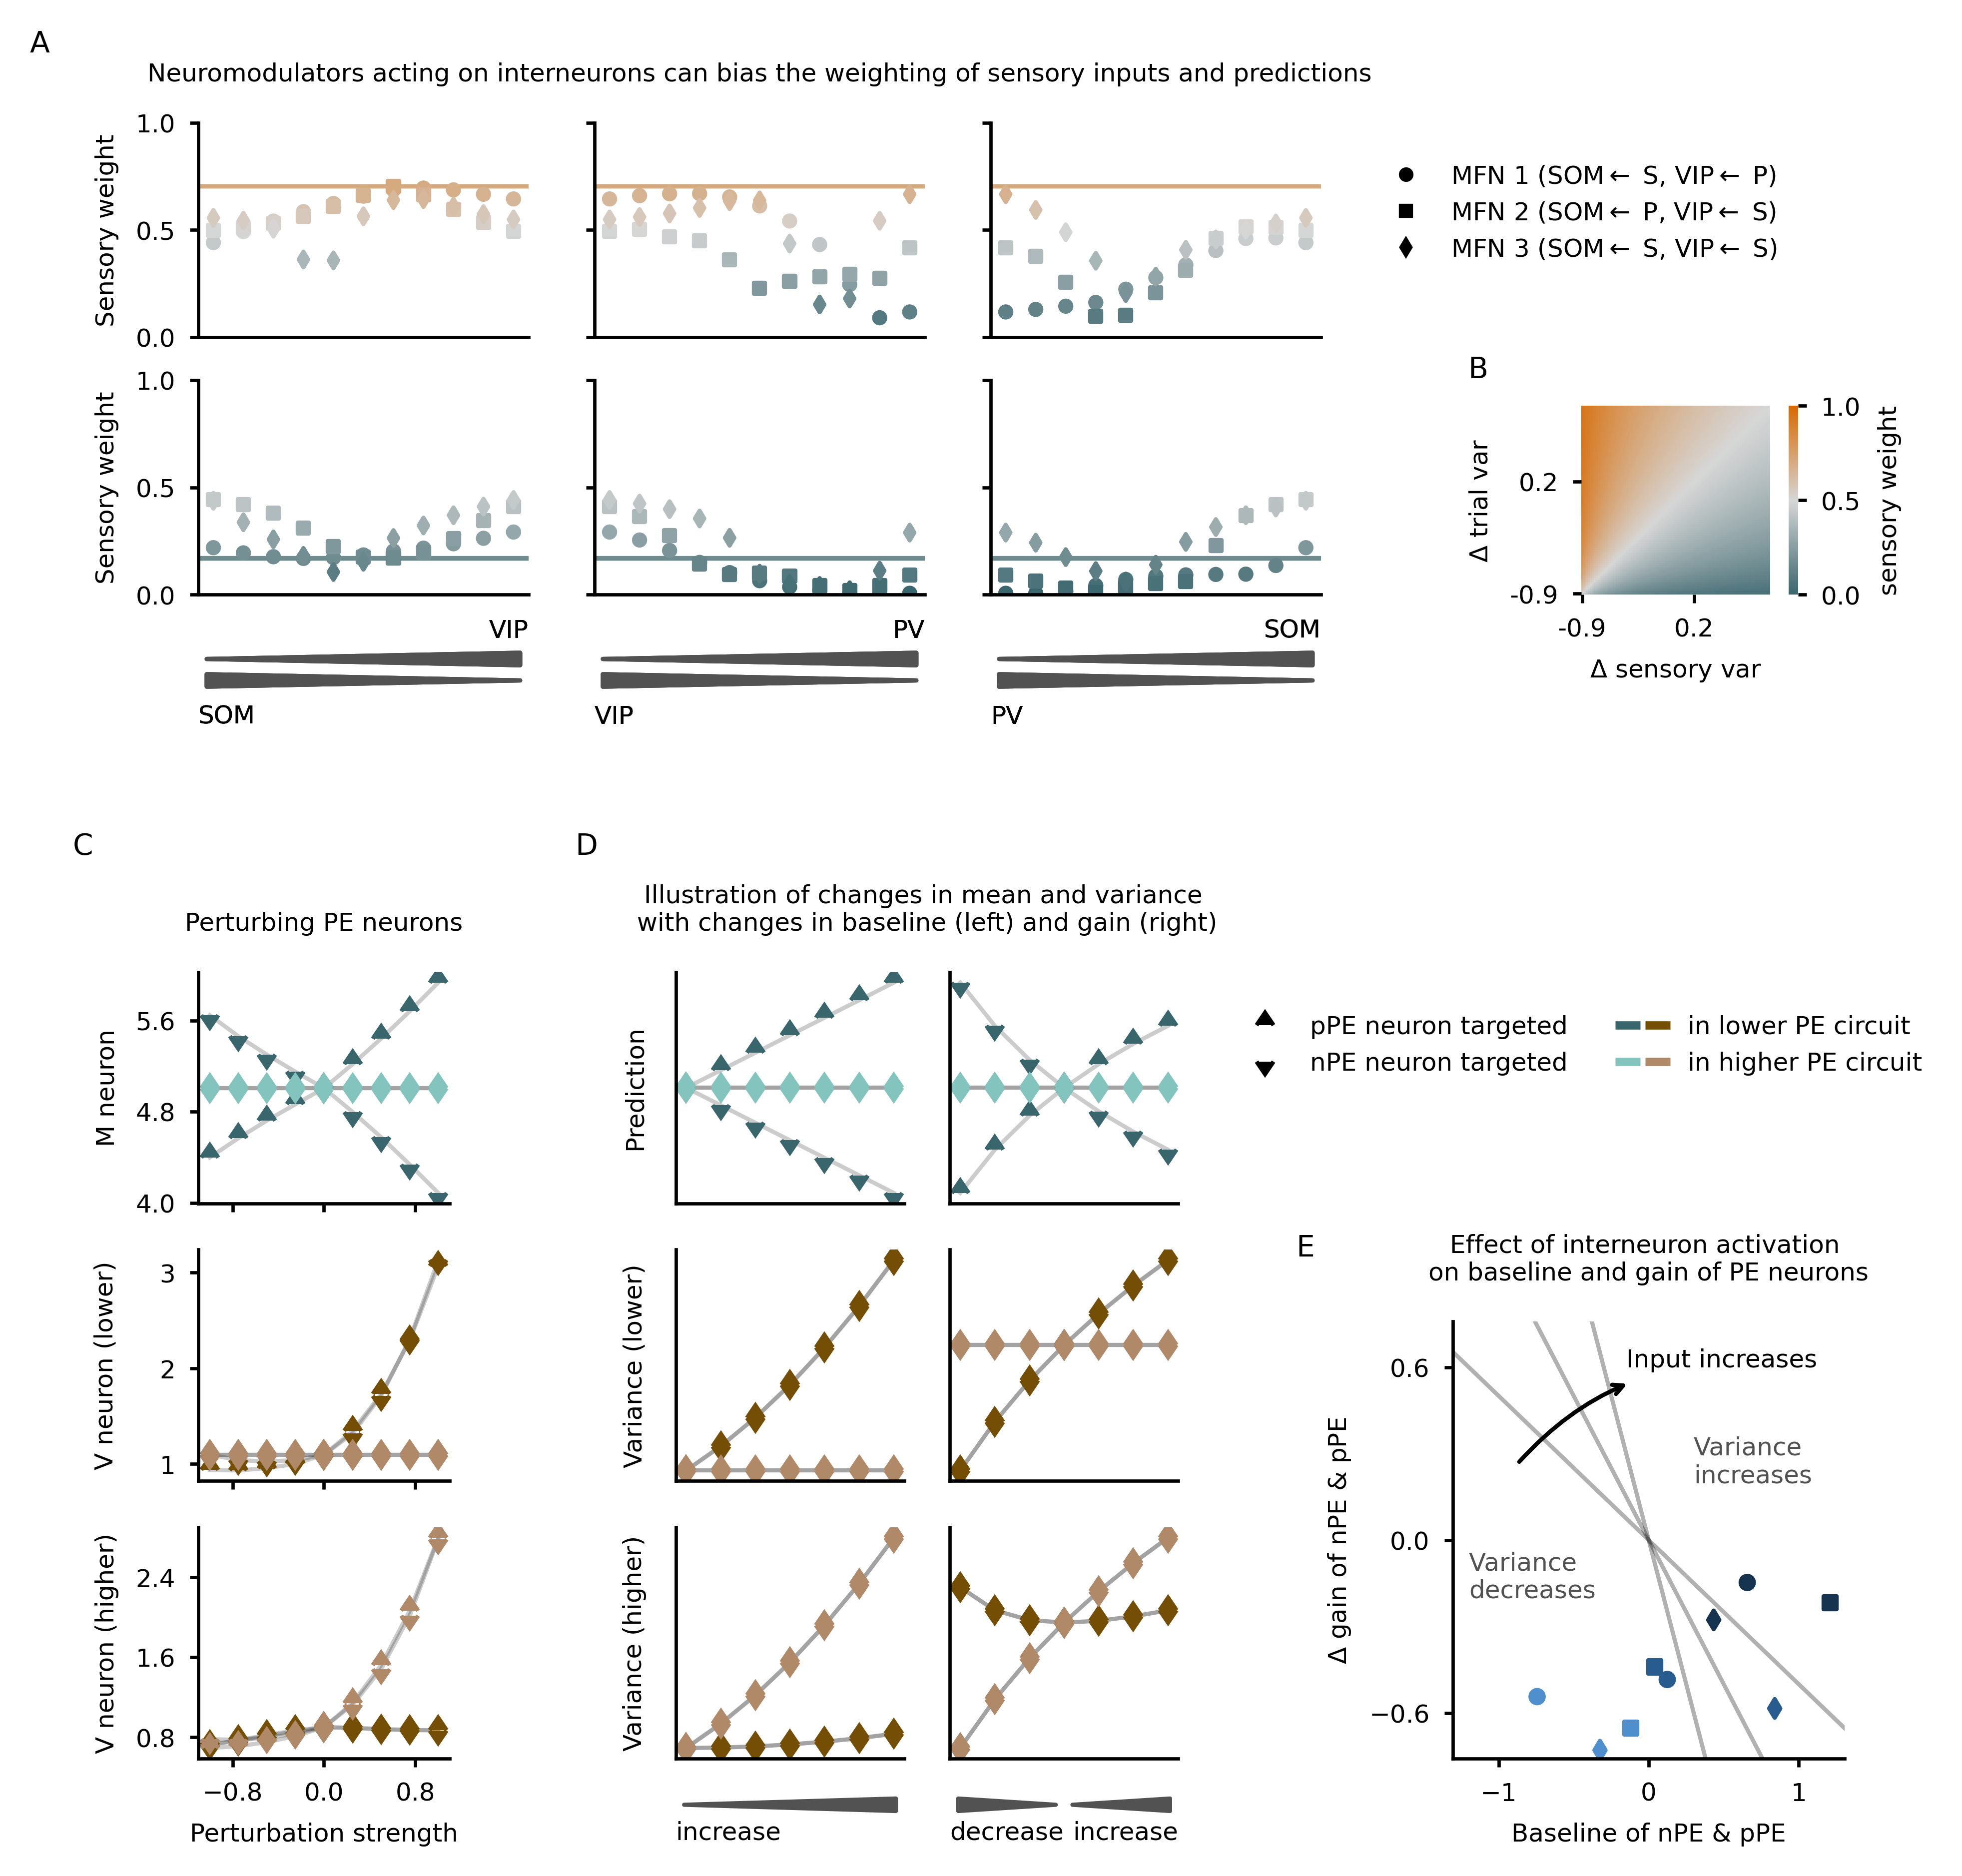 A
Neuromodulators acting on interneurons can bias the weighting of sensory inputs and predictions
1.0
0.5
0.0
Sensory weight
MFN 1 (SOM← S, VIP← P)
MFN 2 (SOM← P, VIP← S)
MFN 3 (SOM← S, VIP← S)
1.0
0.5
0.0
Sensory weight
VIP
SOM
PV
VIP
SOM
PV
B
Δ trial var
0.2
-0.9
-0.9
0.2
Δ sensory var
1.0
0.5
0.0
sensory weight
C
Perturbing PE neurons
M neuron
5.6
4.8
4.0
V neuron (lower)
3
2
1
V neuron (higher)
2.4
1.6
0.8
−0.8
0.0
0.8
Perturbation strength
D
Illustration of changes in mean and variance
with changes in baseline (left) and gain (right)
Prediction
Variance (lower)
Variance (higher)
increase
decrease
increase
pPE neuron targeted
nPE neuron targeted
in lower PE circuit
in higher PE circuit
E
Effect of interneuron activation
on baseline and gain of PE neurons
Input increases
Variance
increases
Variance
decreases
Δ gain of nPE & pPE
0.6
0.0
−0.6
−1
0
1
Baseline of nPE & pPE